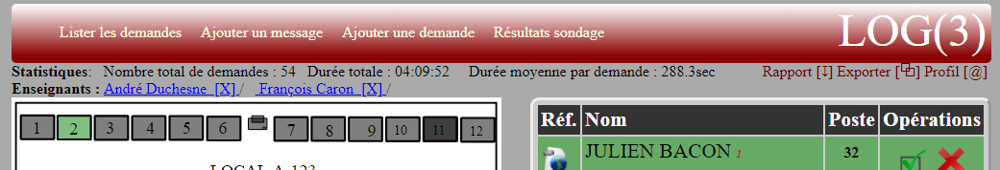 Lister les demandes Ajouter un message Ajouter une demande Résultats sondage LOG(3)
Statistiques: Nombre total de demandes : 54 Durée totale : 04:09:52 Durée moyenne par demande : 288.3sec Rapport [↧] Exporter [⧉] Profil [@]
Enseignants : André Duchesne [X] / François Caron [X] /
1 2 3 4 5 6 7 8 9 10 11 12
Réf. Nom Poste Opérations
JULIEN BACON 1 32